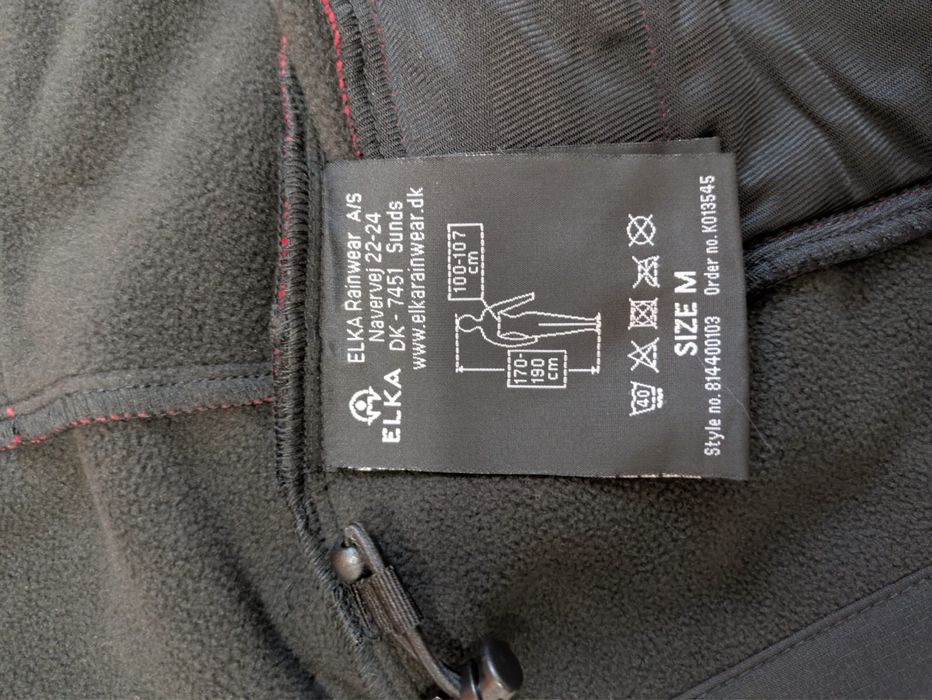 ELKA
ELKA Rainwear A/S
Navervej 22-24
DK - 7451 Sunds
www.elkarainwear.dk
100-107
cm
170-
190
cm
40
SIZE M
Style no. 814400103 Order no. K013545